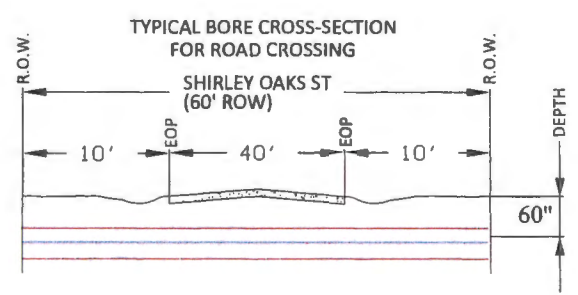 TYPICAL BORE CROSS-SECTION
FOR ROAD CROSSING
R.O.W.
R.O.W.
SHIRLEY OAKS ST
(60' ROW)
EOP
EOP
DEPTH
10'
40'
10'
60"